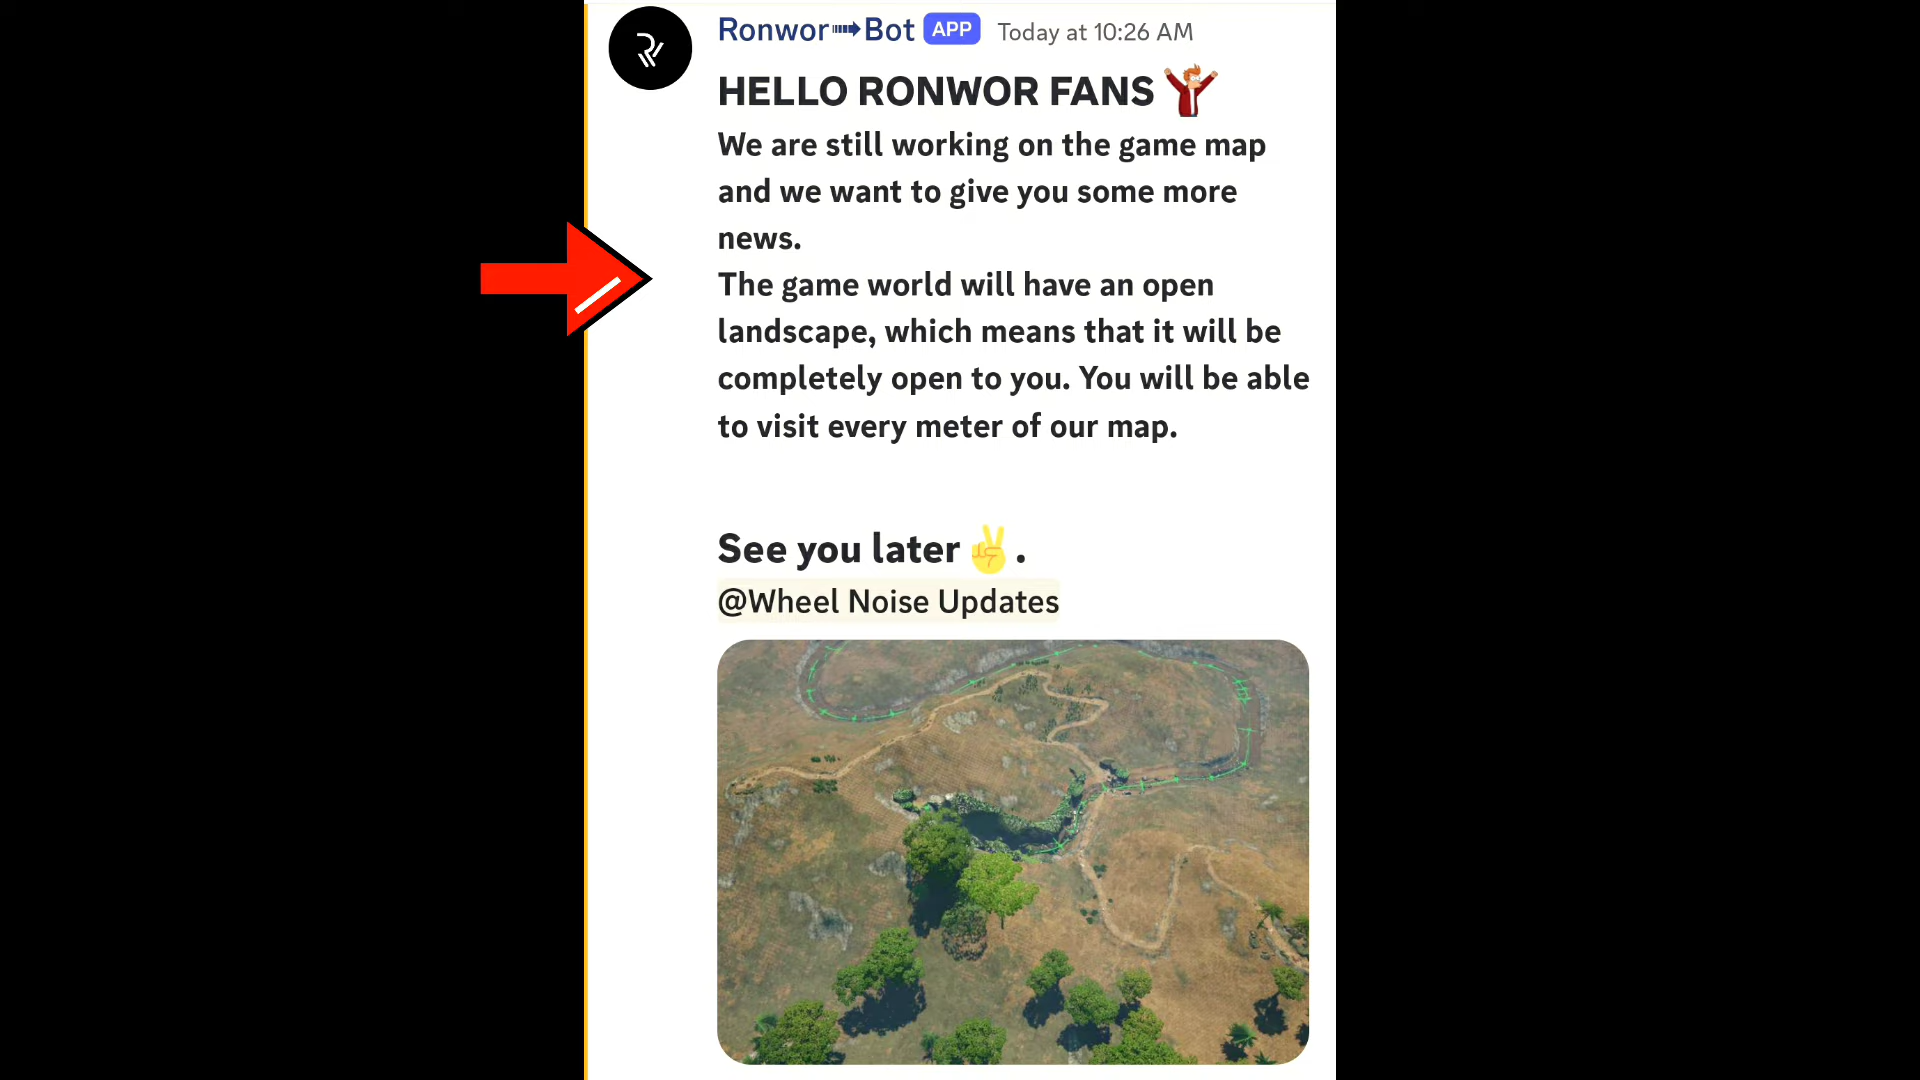 Ronwor Bot APP Today at 10:26 AM
HELLO RONWOR FANS
We are still working on the game map
and we want to give you some more
news.
The game world will have an open
landscape, which means that it will be
completely open to you. You will be able
to visit every meter of our map.
See you later✌️.
@Wheel Noise Updates